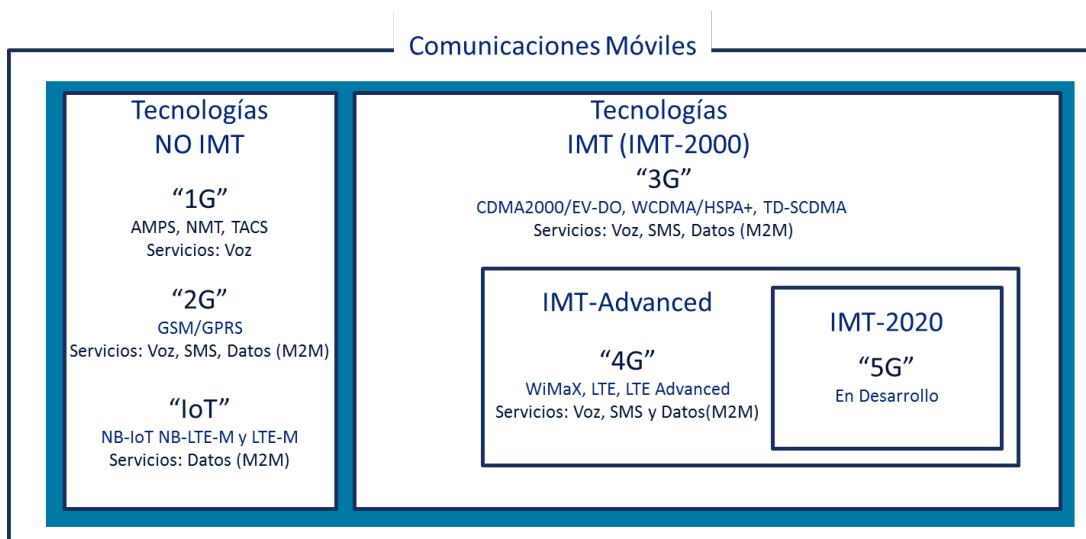 Comunicaciones Móviles
Tecnologías
NO IMT
“1G”
AMPS, NMT, TACS
Servicios: Voz
“2G”
GSM/GPRS
Servicios: Voz, SMS, Datos (M2M)
“IoT”
NB-IoT NB-LTE-M y LTE-M
Servicios: Datos (M2M)
Tecnologías
IMT (IMT-2000)
“3G”
CDMA2000/EV-DO, WCDMA/HSPA+, TD-SCDMA
Servicios: Voz, SMS, Datos (M2M)
IMT-Advanced
“4G”
WiMaX, LTE, LTE Advanced
Servicios: Voz, SMS y Datos(M2M)
IMT-2020
“5G”
En Desarrollo